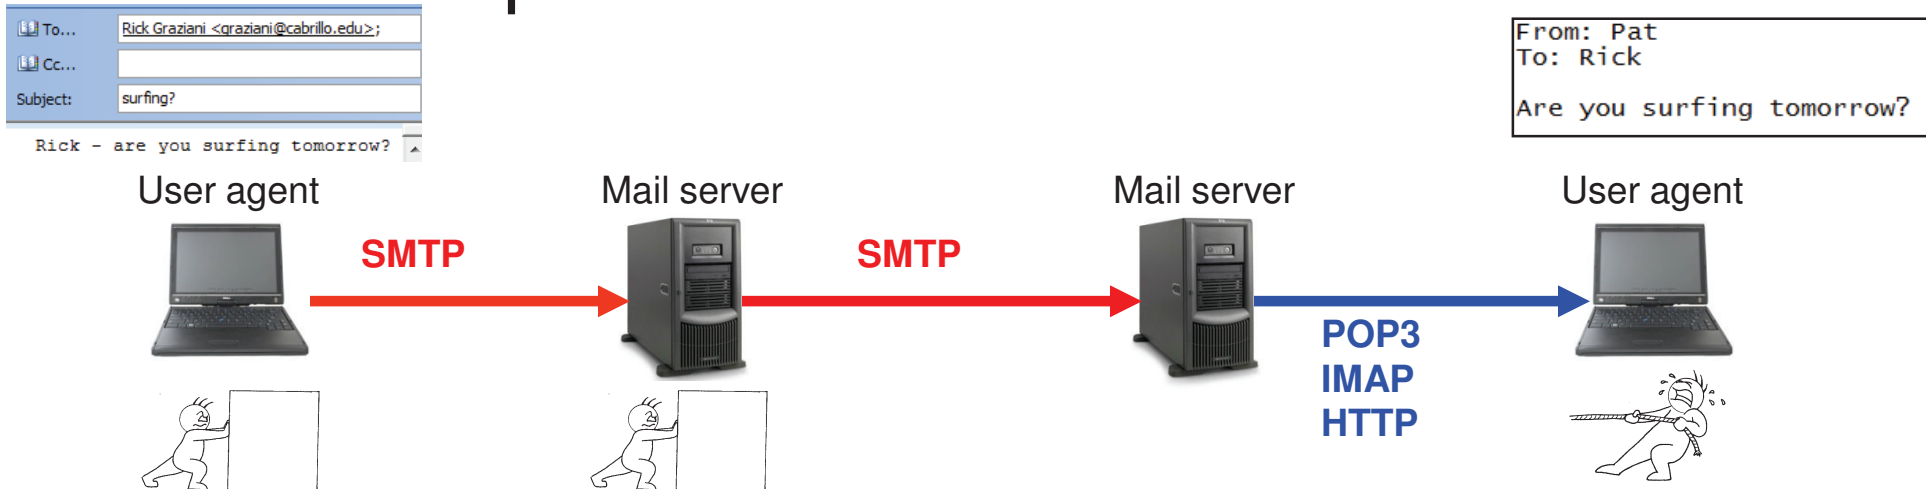 To...
Rick Graziani <graziani@cabrillo.edu>;
Cc...
Subject:
surfing?
Rick - are you surfing tomorrow?
From: Pat
To: Rick
Are you surfing tomorrow?
User agent
Mail server
Mail server
User agent
SMTP
SMTP
POP3
IMAP
HTTP